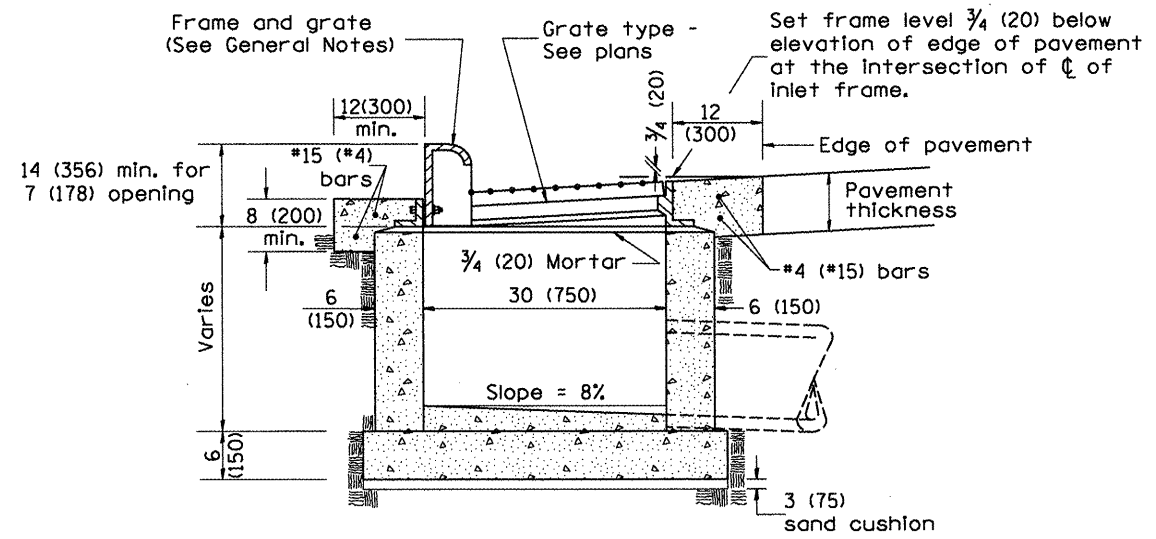 Frame and grate
(See General Notes)
Grate type -
See plans
Set frame level ¾ (20) below
elevation of edge of pavement
at the intersection of ℄ of
inlet frame.
¾ (20)
12(300)
min.
12
(300)
Edge of pavement
14 (356) min. for
7 (178) opening
#15 (#4)
bars
8 (200)
min.
Pavement
thickness
¾ (20) Mortar
#4 (#15) bars
6
(150)
30 (750)
6 (150)
Varies
Slope = 8%
6
(150)
3 (75)
sand cushion